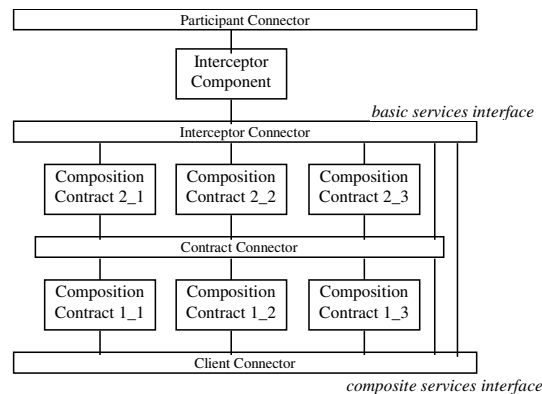 Participant Connector
Interceptor
Component
basic services interface
Interceptor Connector
Composition
Contract 2_1
Composition
Contract 2_2
Composition
Contract 2_3
Contract Connector
Composition
Contract 1_1
Composition
Contract 1_2
Composition
Contract 1_3
Client Connector
composite services interface